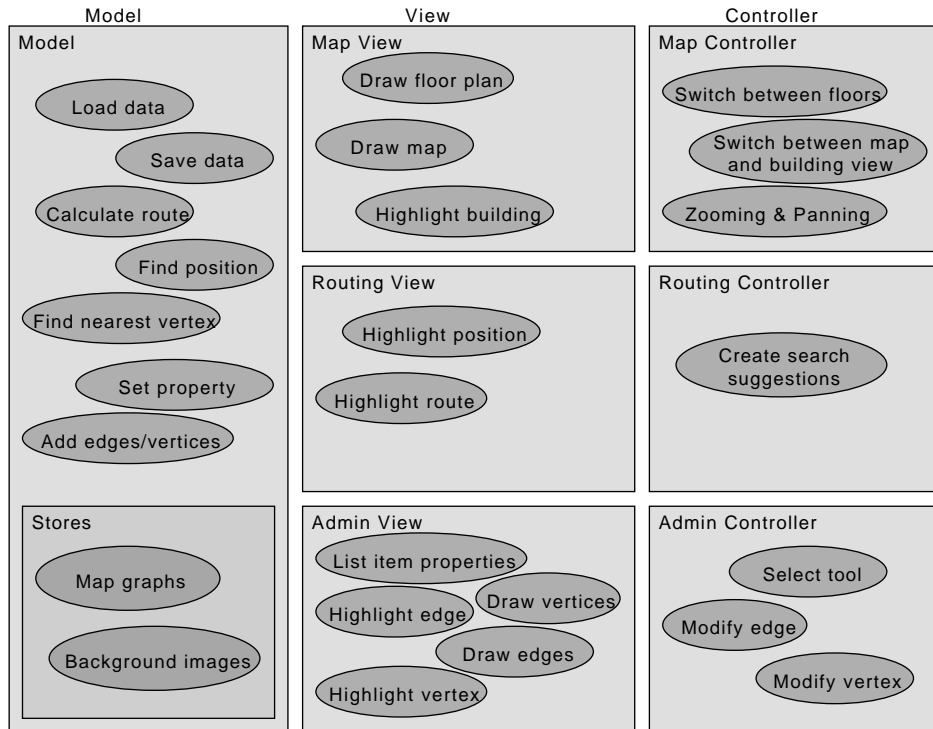 Model
View
Controller
Model
Load data
Save data
Calculate route
Find position
Find nearest vertex
Set property
Add edges/vertices
Stores
Map graphs
Background images
Map View
Draw floor plan
Draw map
Highlight building
Routing View
Highlight position
Highlight route
Admin View
List item properties
Draw vertices
Highlight edge
Draw edges
Highlight vertex
Map Controller
Switch between floors
Switch between map
and building view
Zooming & Panning
Routing Controller
Create search
suggestions
Admin Controller
Select tool
Modify edge
Modify vertex